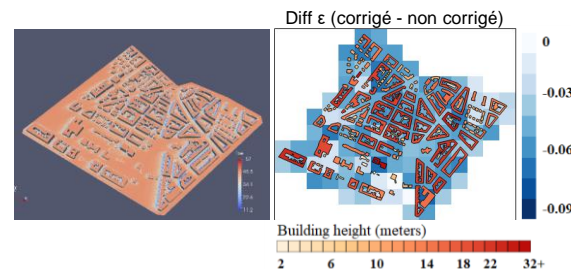 Diff ε (corrigé - non corrigé)
0
-0.03
-0.06
-0.09
Building height (meters)
2 6 10 14 18 22 32+